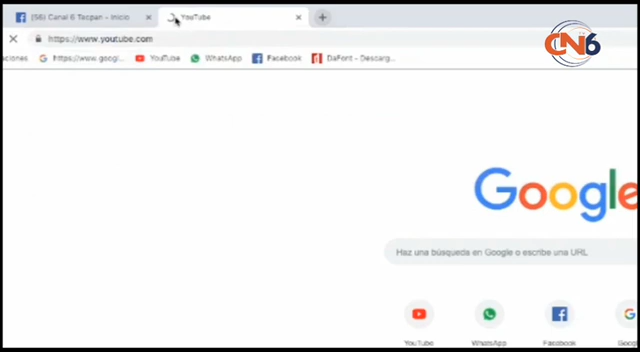 (56) Canal 6 Tecpan - Inicio
YouTube
https://www.youtube.com
aciones
https://www.googl...
YouTube
WhatsApp
Facebook
DaFont - Descarg...
CN6
Google
Haz una búsqueda en Google o escribe una URL
YouTube
WhatsApp
Facebook
Goog